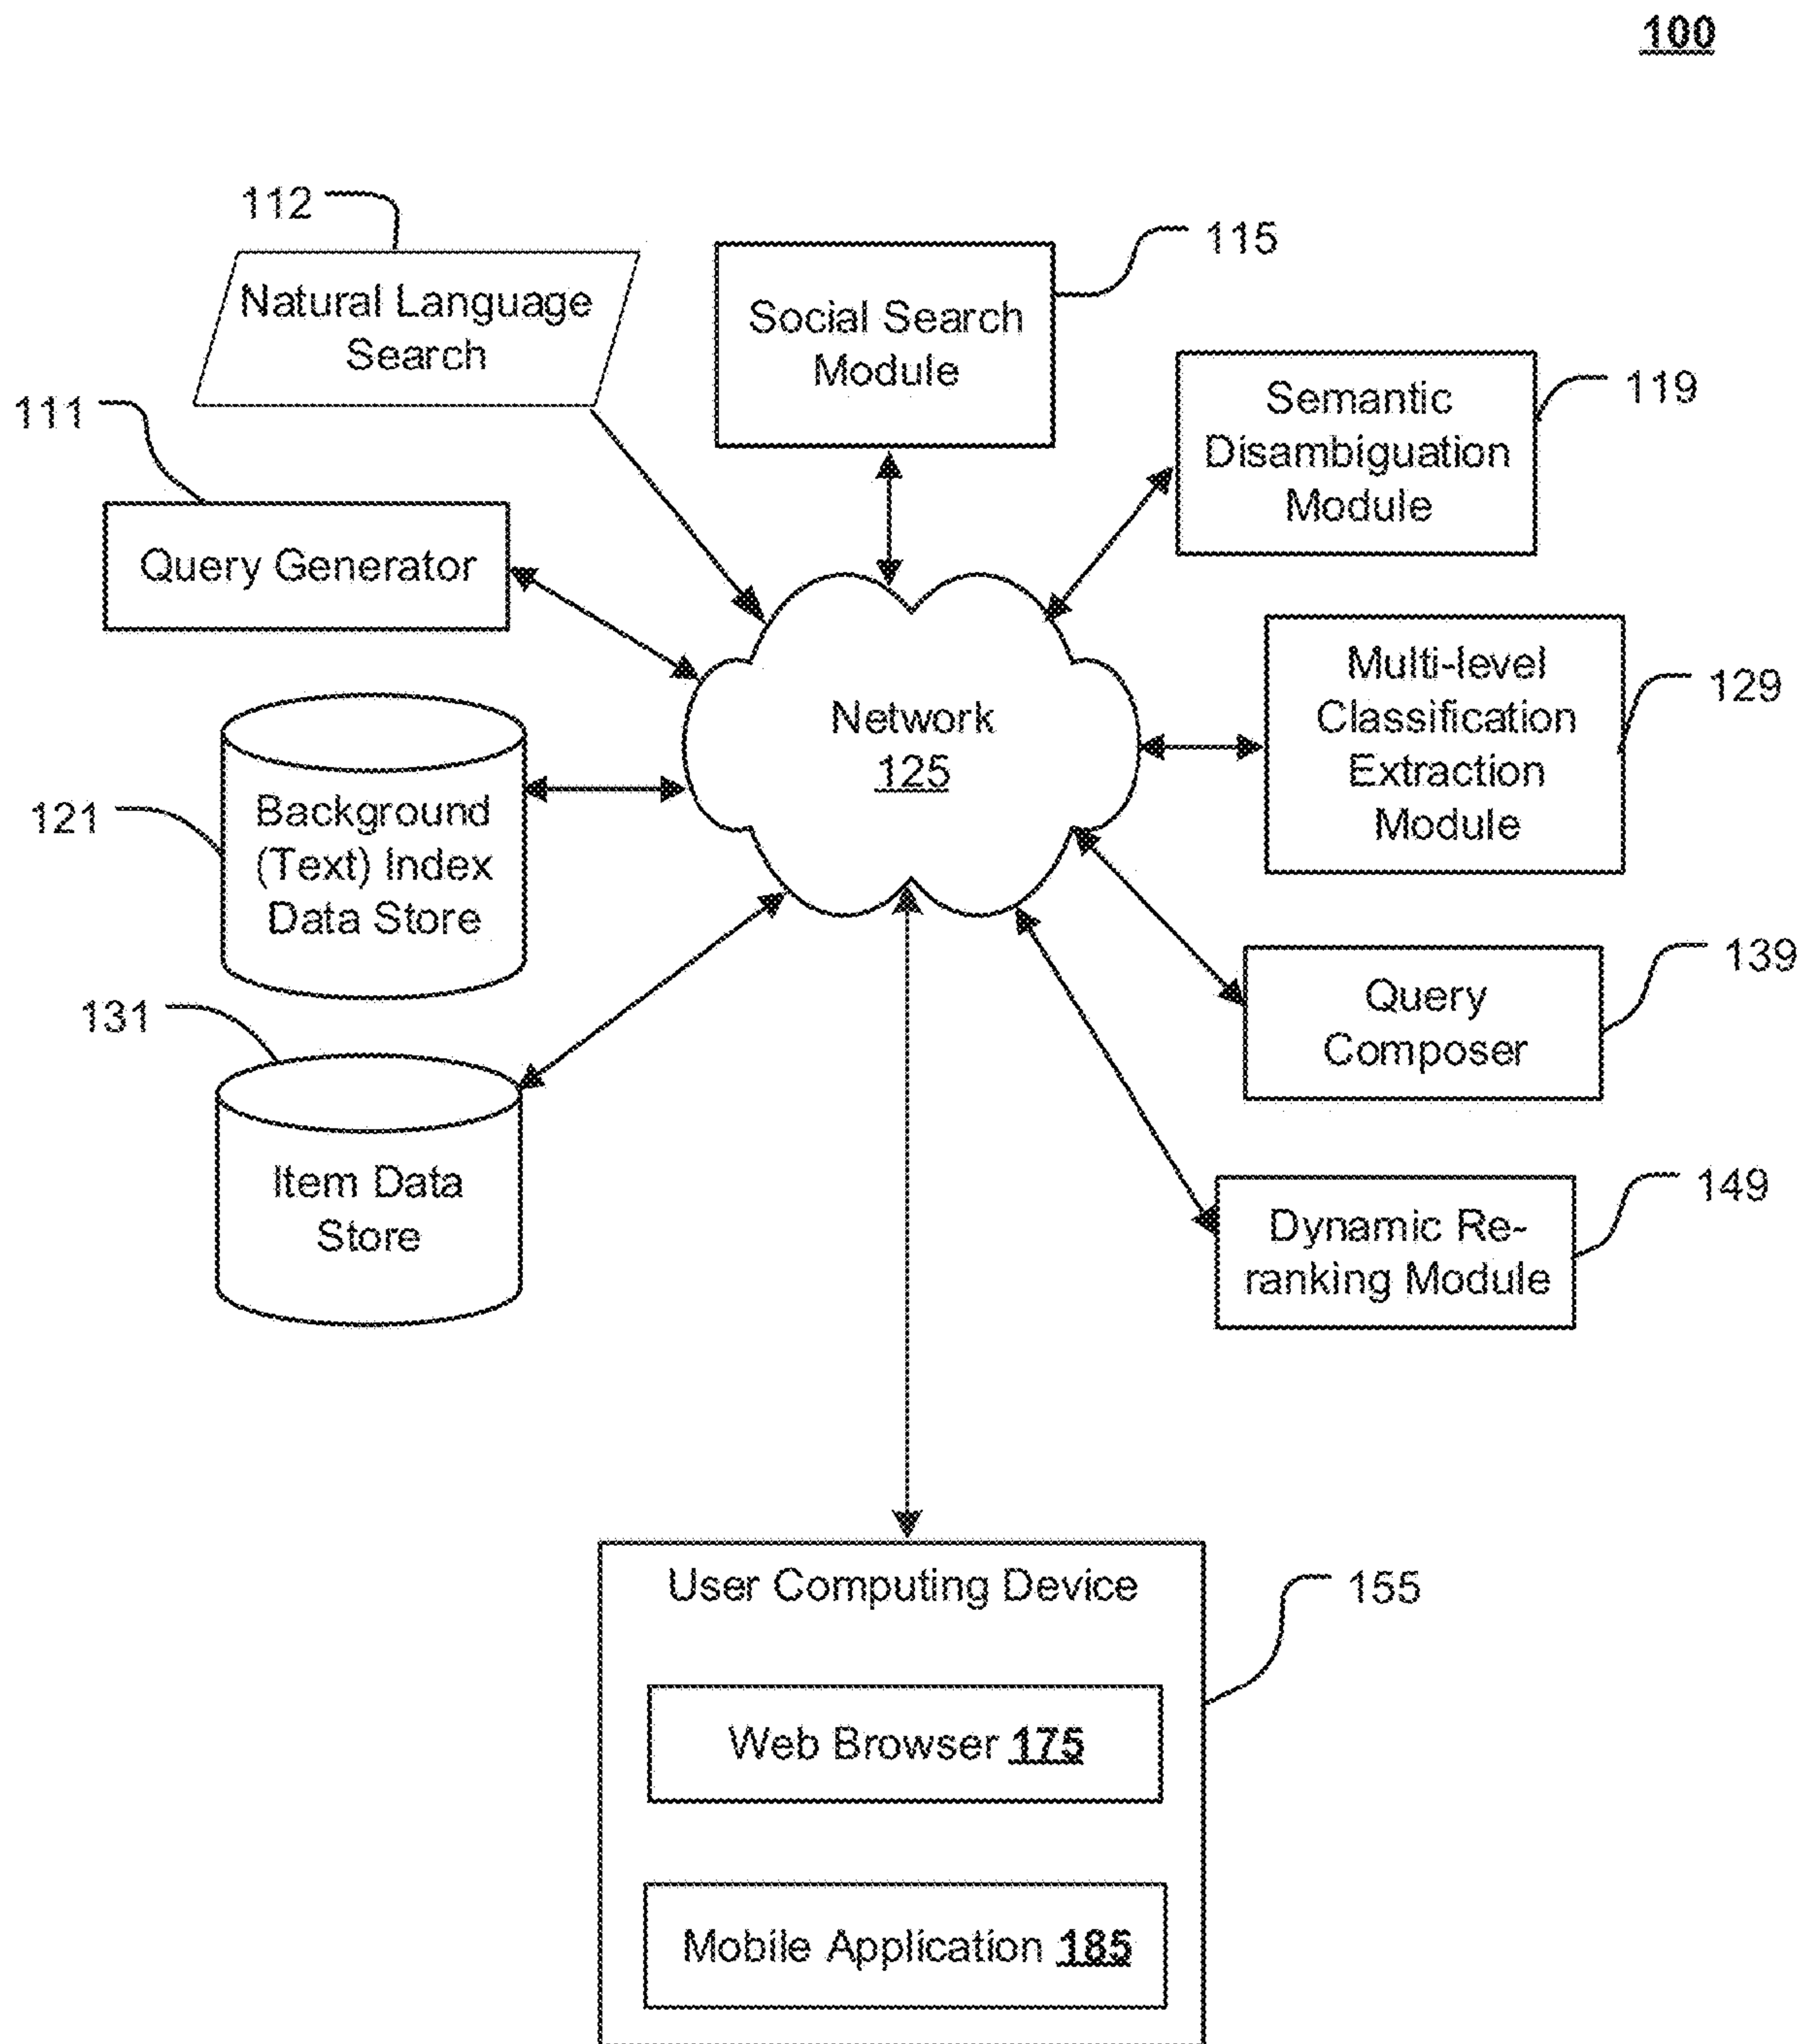 100
112
Natural Language
Search
115
Social Search
Module
119
Semantic
Disambiguation
Module
111
Query Generator
129
Multi-level
Classification
Extraction
Module
Network
125
121
Background
(Text) Index
Data Store
139
Query
Composer
131
Item Data
Store
149
Dynamic Re-
ranking Module
155
User Computing Device
Web Browser 175
Mobile Application 185